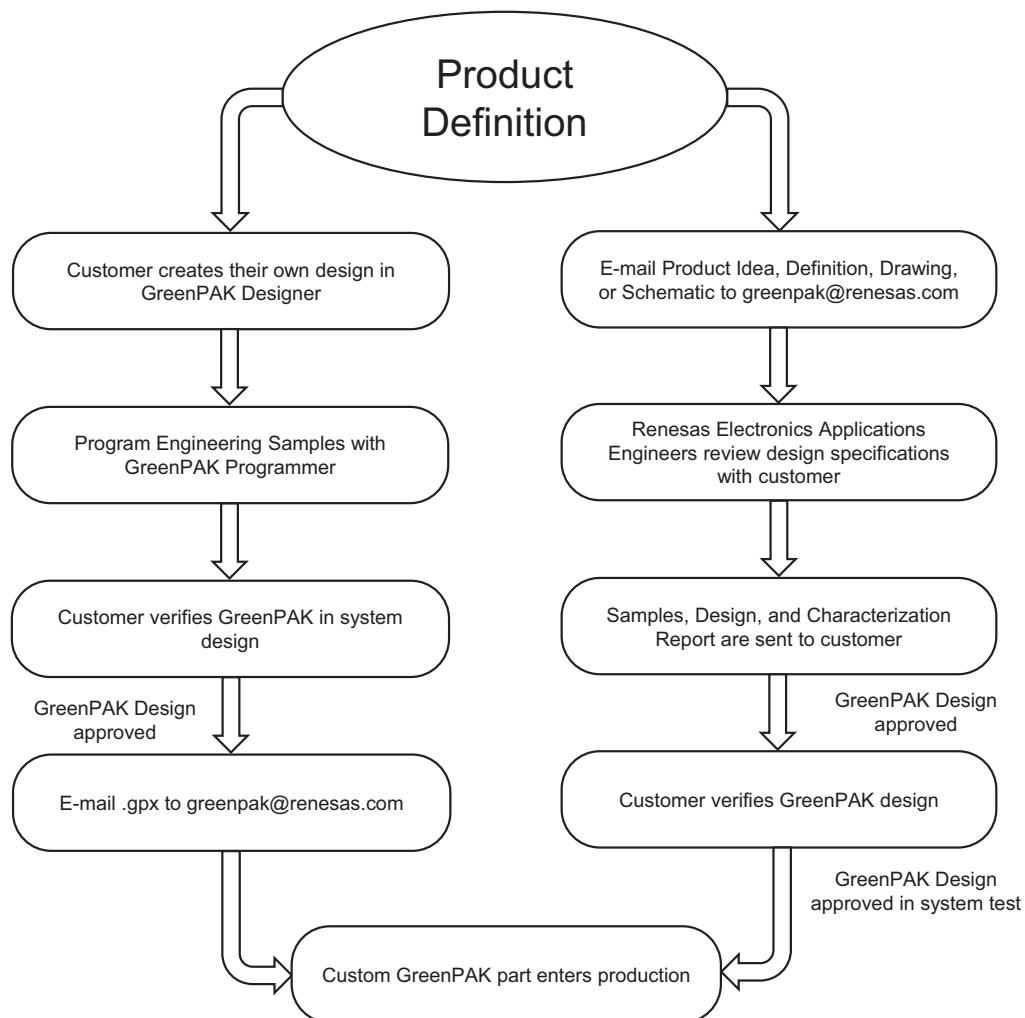 Product
Definition
Customer creates their own design in
GreenPAK Designer
Program Engineering Samples with
GreenPAK Programmer
Customer verifies GreenPAK in system
design
GreenPAK Design
approved
E-mail .gpx to greenpak@renesas.com
E-mail Product Idea, Definition, Drawing,
or Schematic to greenpak@renesas.com
Renesas Electronics Applications
Engineers review design specifications
with customer
Samples, Design, and Characterization
Report are sent to customer
GreenPAK Design
approved
Customer verifies GreenPAK design
GreenPAK Design
approved in system test
Custom GreenPAK part enters production